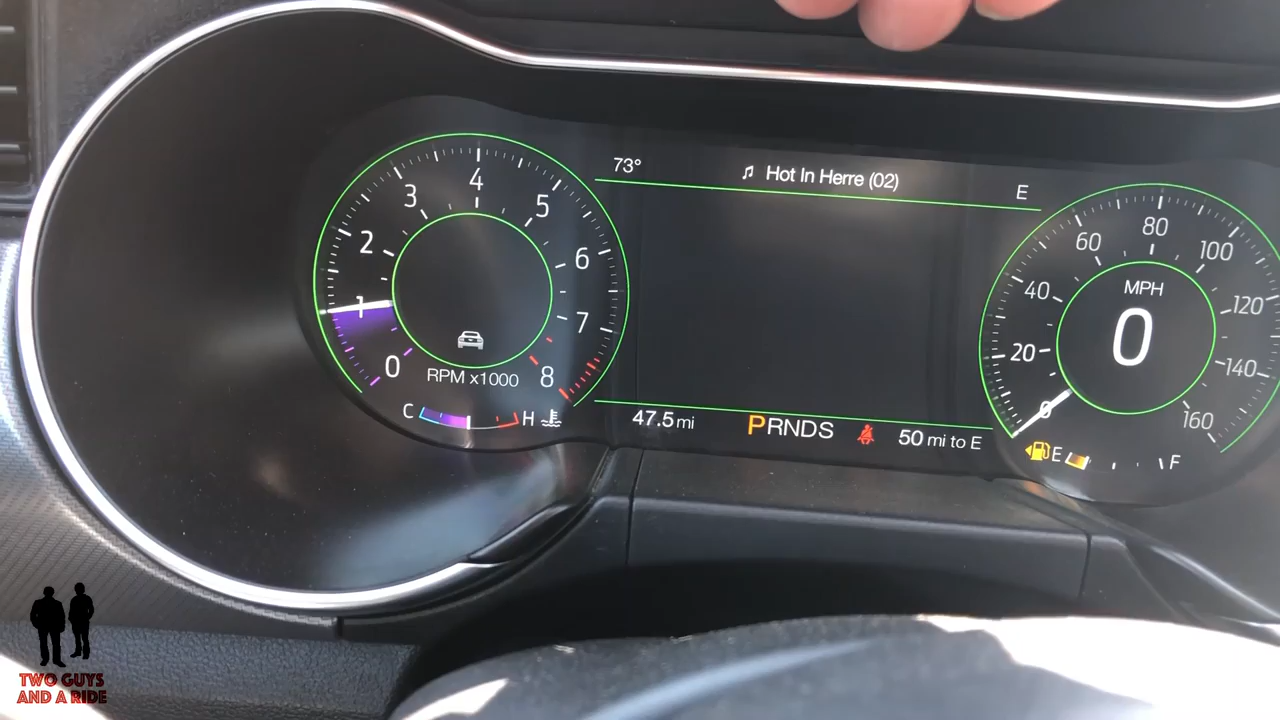 73°
Hot In Herre (02)
E
0
1
2
3
4
5
6
7
8
RPM x1000
C
H
47.5 mi
PRNDS
50 mi to E
0
20
40
60
80
100
120
140
160
MPH
0
E
F
TWO GUYS
AND A RIDE